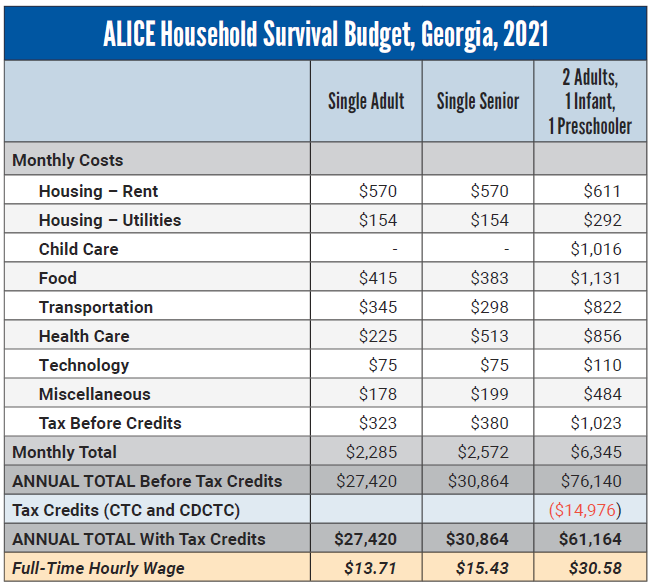 ALICE Household Survival Budget, Georgia, 2021
Single Adult Single Senior 2 Adults,
1 Infant,
1 Preschooler
Monthly Costs
Housing – Rent $570 $570 $611
Housing – Utilities $154 $154 $292
Child Care - - $1,016
Food $415 $383 $1,131
Transportation $345 $298 $822
Health Care $225 $513 $856
Technology $75 $75 $110
Miscellaneous $178 $199 $484
Tax Before Credits $323 $380 $1,023
Monthly Total $2,285 $2,572 $6,345
ANNUAL TOTAL Before Tax Credits $27,420 $30,864 $76,140
Tax Credits (CTC and CDCTC) ($14,976)
ANNUAL TOTAL With Tax Credits $27,420 $30,864 $61,164
Full-Time Hourly Wage $13.71 $15.43 $30.58